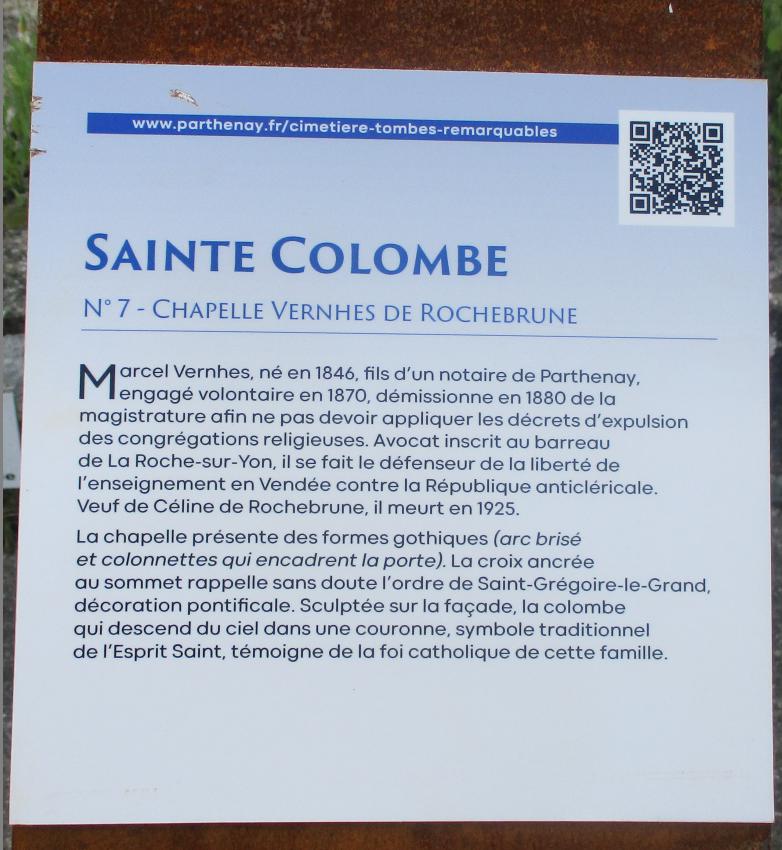 www.parthenay.fr/cimetiere-tombes-remarquables
SAINTE COLOMBE
N° 7 - CHAPELLE VERNHES DE ROCHEBRUNE
Marcel Vernhes, né en 1846, fils d'un notaire de Parthenay,
engagé volontaire en 1870, démissionne en 1880 de la
magistrature afin ne pas devoir appliquer les décrets d'expulsion
des congrégations religieuses. Avocat inscrit au barreau
de La Roche-sur-Yon, il se fait le défenseur de la liberté de
l'enseignement en Vendée contre la République anticléricale.
Veuf de Céline de Rochebrune, il meurt en 1925.
La chapelle présente des formes gothiques (arc brisé
et colonnettes qui encadrent la porte). La croix ancrée
au sommet rappelle sans doute l'ordre de Saint-Grégoire-le-Grand,
décoration pontificale. Sculptée sur la façade, la colombe
qui descend du ciel dans une couronne, symbole traditionnel
de l'Esprit Saint, témoigne de la foi catholique de cette famille.